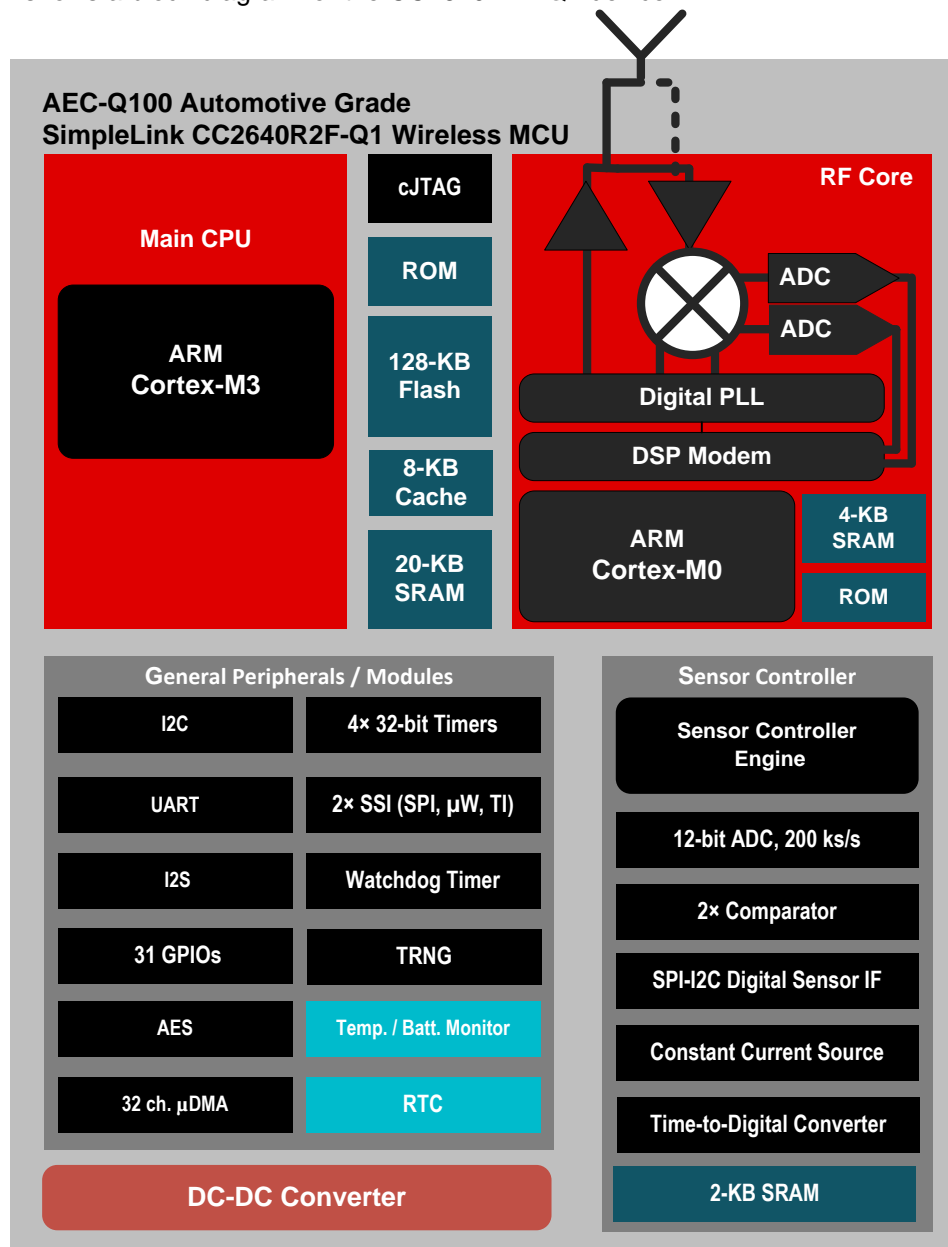 AEC-Q100 Automotive Grade
SimpleLink CC2640R2F-Q1 Wireless MCU
Main CPU
ARM
Cortex-M3
cJTAG
ROM
128-KB
Flash
8-KB
Cache
20-KB
SRAM
RF Core
ADC
ADC
Digital PLL
DSP Modem
ARM
Cortex-M0
4-KB
SRAM
ROM
General Peripherals / Modules
I2C
4× 32-bit Timers
UART
2× SSI (SPI, µW, TI)
I2S
Watchdog Timer
31 GPIOs
TRNG
AES
Temp. / Batt. Monitor
32 ch. µDMA
RTC
Sensor Controller
Sensor Controller
Engine
12-bit ADC, 200 ks/s
2× Comparator
SPI-I2C Digital Sensor IF
Constant Current Source
Time-to-Digital Converter
2-KB SRAM
DC-DC Converter